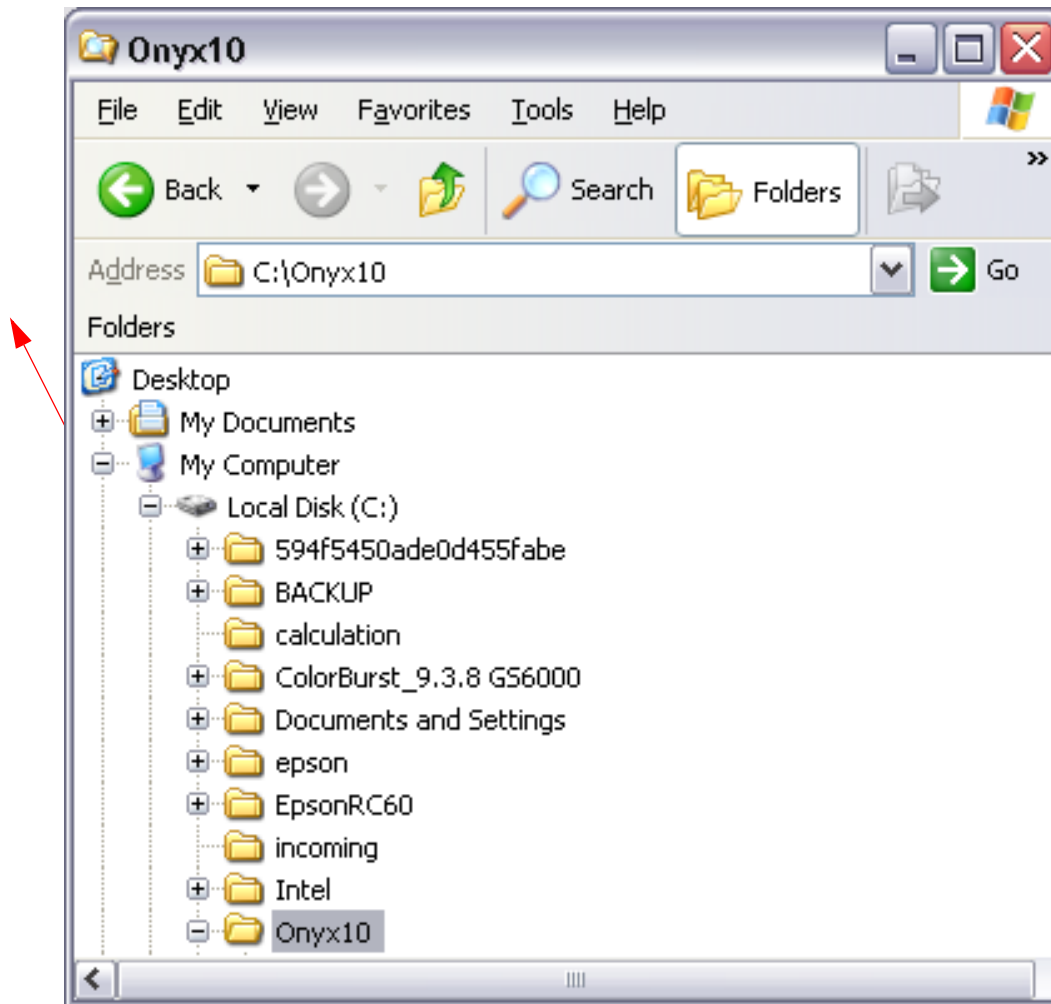 Onyx10
File Edit View Favorites Tools Help
Back Search Folders »
Address C:\Onyx10 Go
Folders
Desktop
My Documents
My Computer
Local Disk (C:)
594f5450ade0d455fabe
BACKUP
calculation
ColorBurst_9.3.8 GS6000
Documents and Settings
epson
EpsonRC60
incoming
Intel
Onyx10